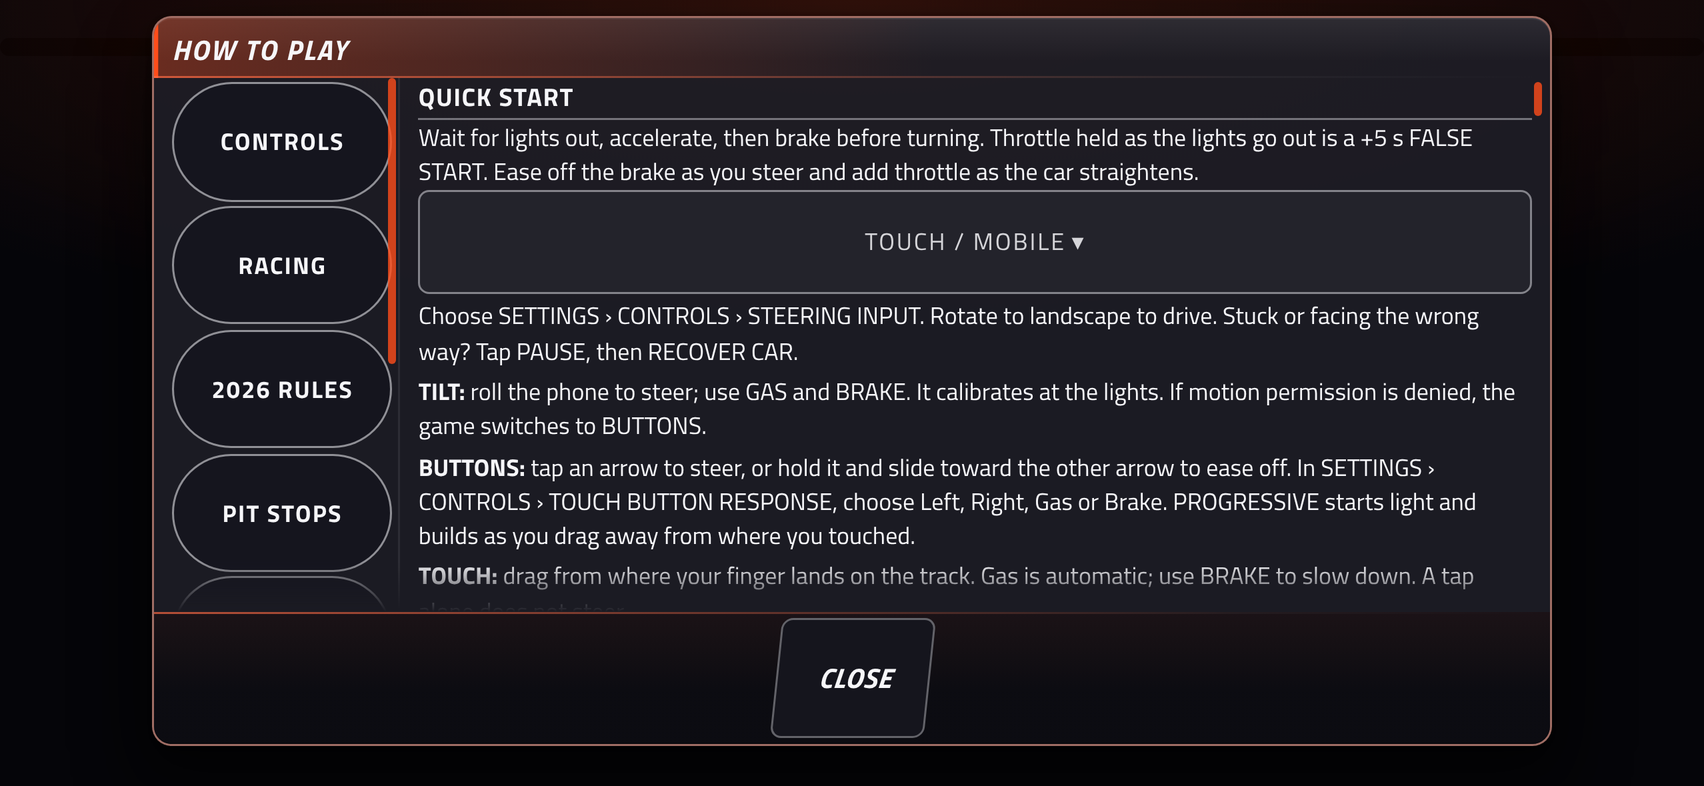 HOW TO PLAY
CONTROLS
RACING
2026 RULES
PIT STOPS
QUICK START
Wait for lights out, accelerate, then brake before turning. Throttle held as the lights go out is a +5 s FALSE
START. Ease off the brake as you steer and add throttle as the car straightens.
TOUCH / MOBILE ▾
Choose SETTINGS › CONTROLS › STEERING INPUT. Rotate to landscape to drive. Stuck or facing the wrong
way? Tap PAUSE, then RECOVER CAR.
TILT: roll the phone to steer; use GAS and BRAKE. It calibrates at the lights. If motion permission is denied, the
game switches to BUTTONS.
BUTTONS: tap an arrow to steer, or hold it and slide toward the other arrow to ease off. In SETTINGS ›
CONTROLS › TOUCH BUTTON RESPONSE, choose Left, Right, Gas or Brake. PROGRESSIVE starts light and
builds as you drag away from where you touched.
TOUCH: drag from where your finger lands on the track. Gas is automatic; use BRAKE to slow down. A tap
CLOSE